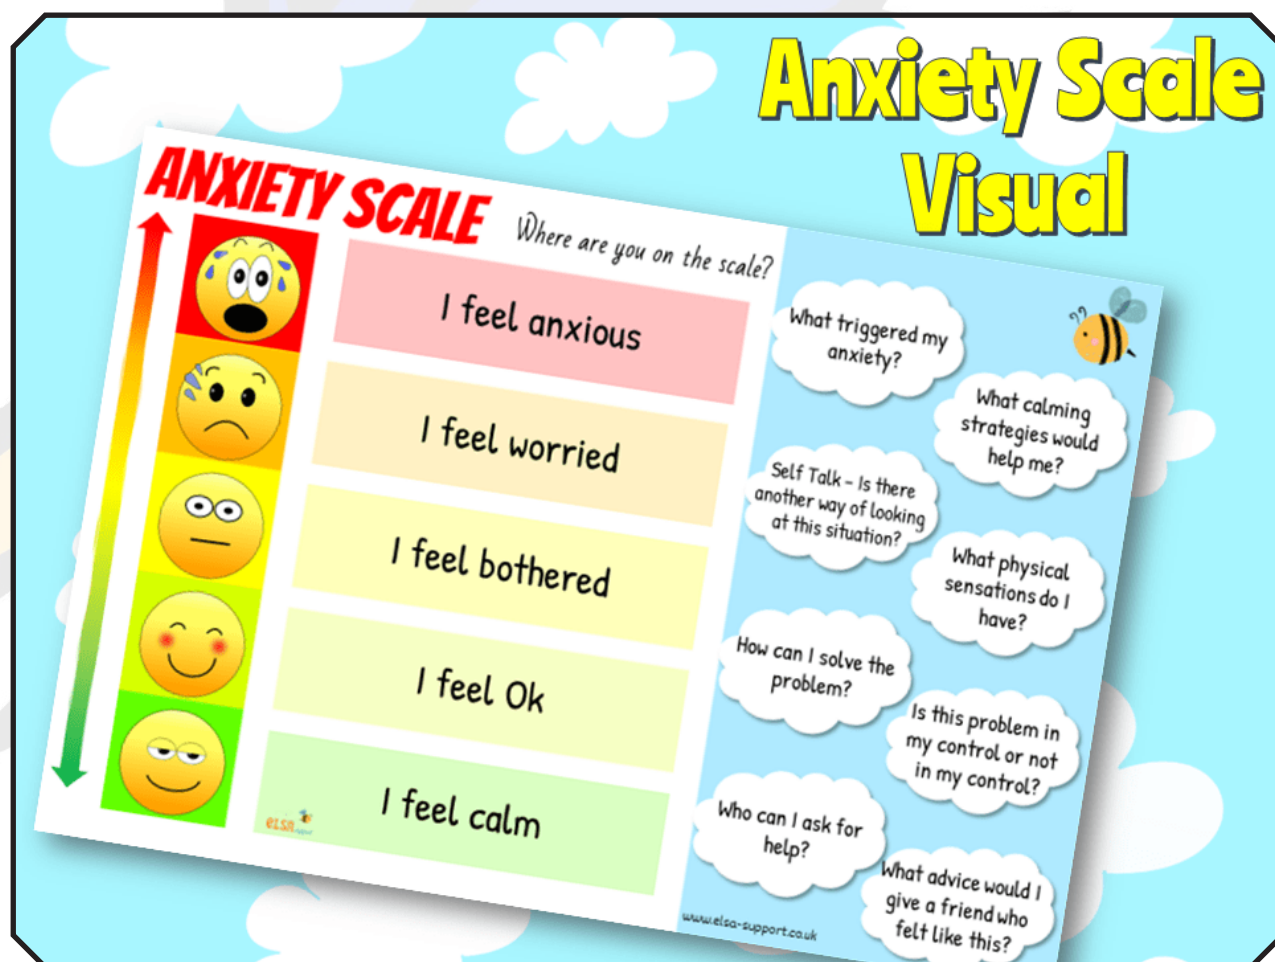 Anxiety Scale
Visual
ANXIETY SCALE
Where are you on the scale?
I feel anxious
I feel worried
I feel bothered
I feel Ok
I feel calm
elsa
What triggered my
anxiety?
What calming
strategies would
help me?
Self Talk - Is there
another way of looking
at this situation?
What physical
sensations do I
have?
How can I solve the
problem?
Is this problem in
my control or not
in my control?
Who can I ask for
help?
What advice would I
give a friend who
felt like this?
www.elsa-support.co.uk